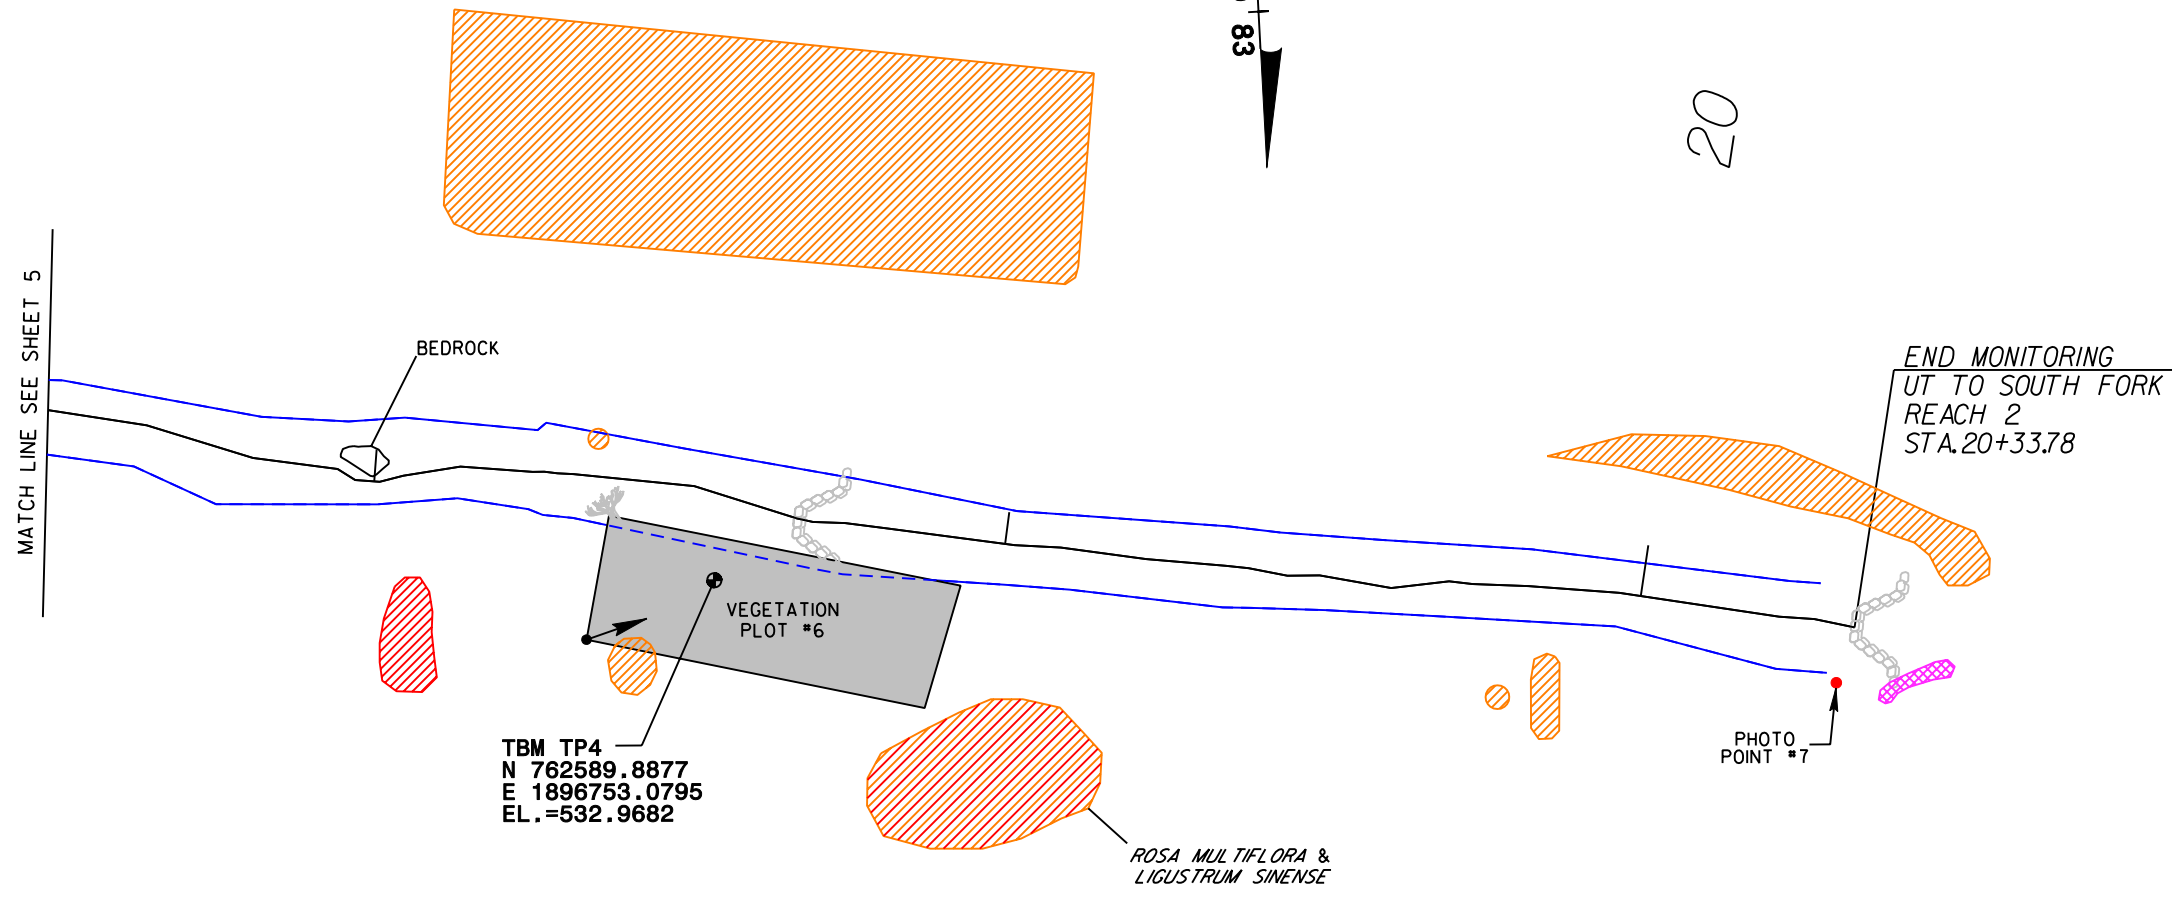 83
20
MATCH LINE SEE SHEET 5
BEDROCK
END MONITORING
UT TO SOUTH FORK
REACH 2
STA.20+33.78
VEGETATION
PLOT #6
TBM TP4
N 762589.8877
E 1896753.0795
EL.=532.9682
PHOTO
POINT #7
ROSA MULTIFLORA &
LIGUSTRUM SINENSE